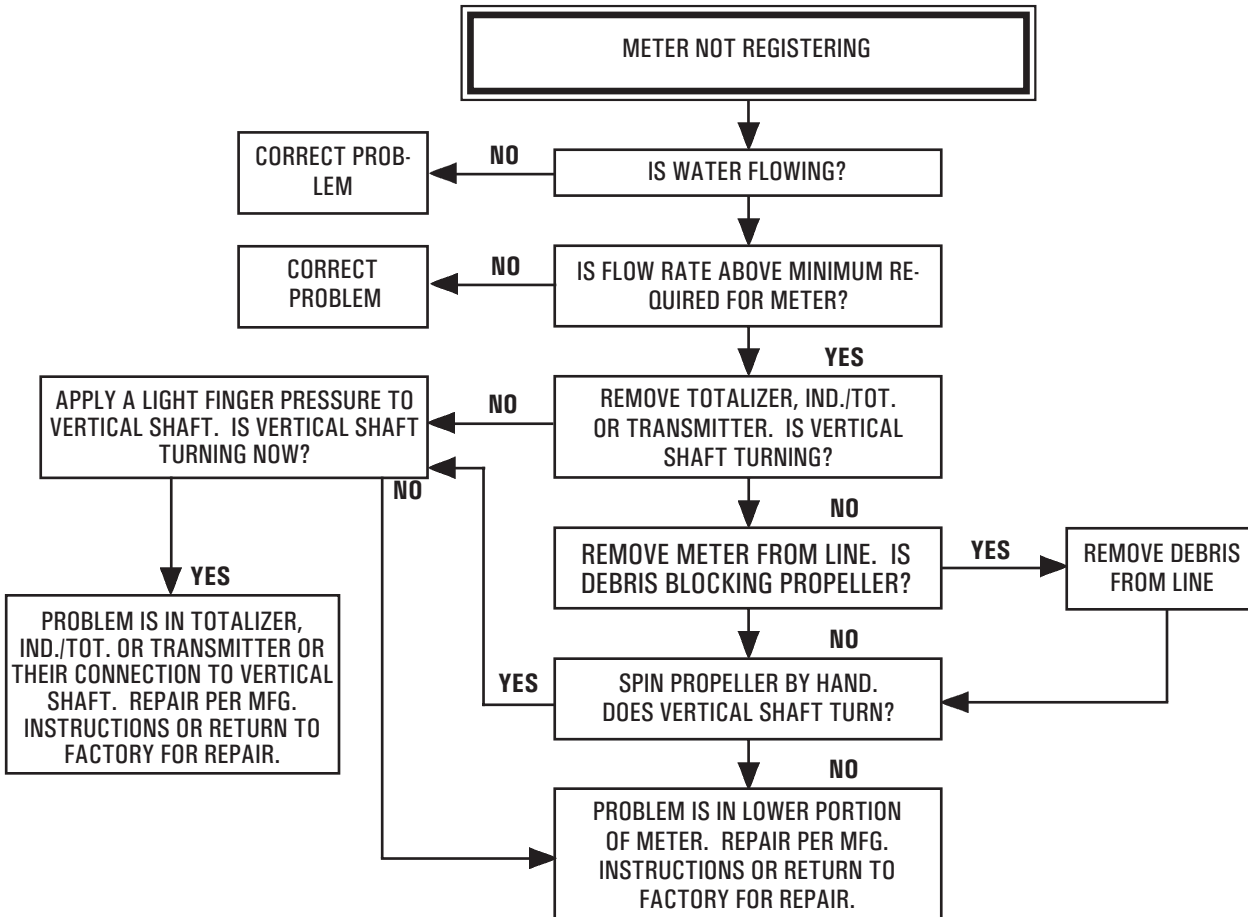 METER NOT REGISTERING
CORRECT PROB-
LEM
NO
IS WATER FLOWING?
CORRECT
PROBLEM
NO
IS FLOW RATE ABOVE MINIMUM RE-
QUIRED FOR METER?
YES
APPLY A LIGHT FINGER PRESSURE TO
VERTICAL SHAFT. IS VERTICAL SHAFT
TURNING NOW?
NO
REMOVE TOTALIZER, IND./TOT.
OR TRANSMITTER. IS VERTICAL
SHAFT TURNING?
NO
NO
REMOVE METER FROM LINE. IS
DEBRIS BLOCKING PROPELLER?
YES
REMOVE DEBRIS
FROM LINE
YES
PROBLEM IS IN TOTALIZER,
IND./TOT. OR TRANSMITTER OR
THEIR CONNECTION TO VERTICAL
SHAFT. REPAIR PER MFG.
INSTRUCTIONS OR RETURN TO
FACTORY FOR REPAIR.
NO
YES
SPIN PROPELLER BY HAND.
DOES VERTICAL SHAFT TURN?
NO
PROBLEM IS IN LOWER PORTION
OF METER. REPAIR PER MFG.
INSTRUCTIONS OR RETURN TO
FACTORY FOR REPAIR.